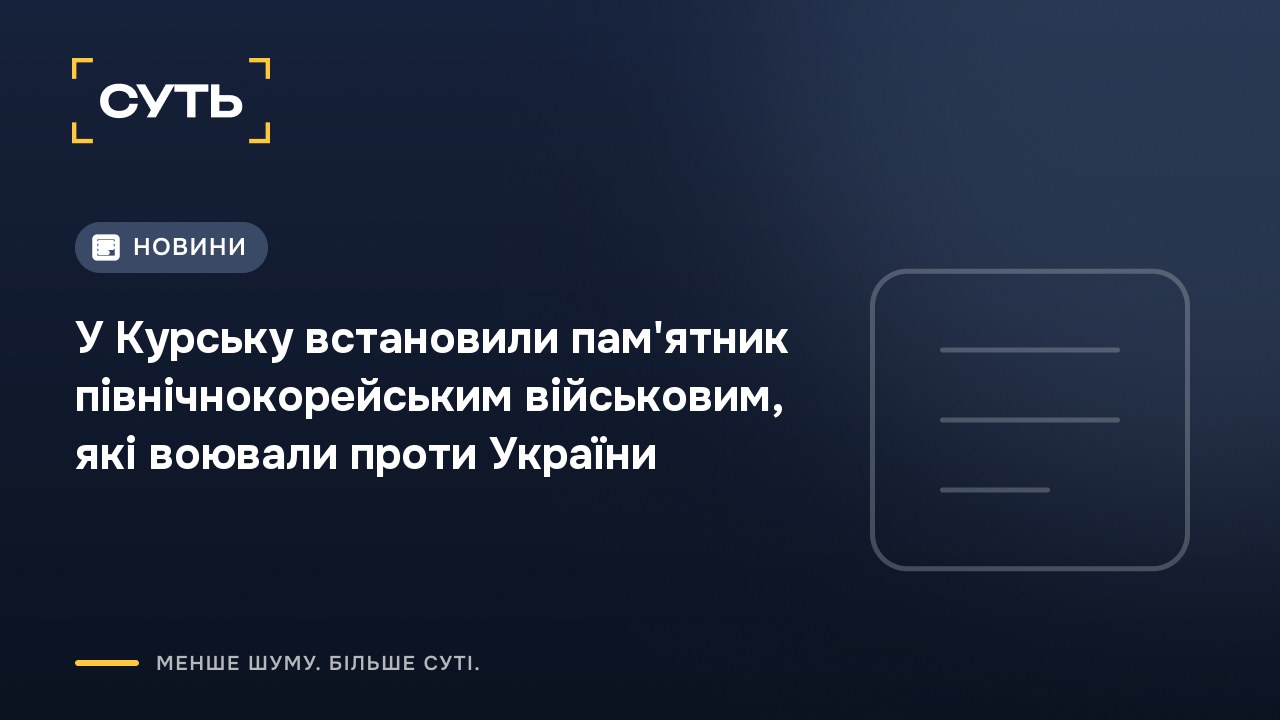 СУТЬ
НОВИНИ
У Курську встановили пам'ятник
північнокорейським військовим,
які воювали проти України
МЕНШЕ ШУМУ. БІЛЬШЕ СУТІ.